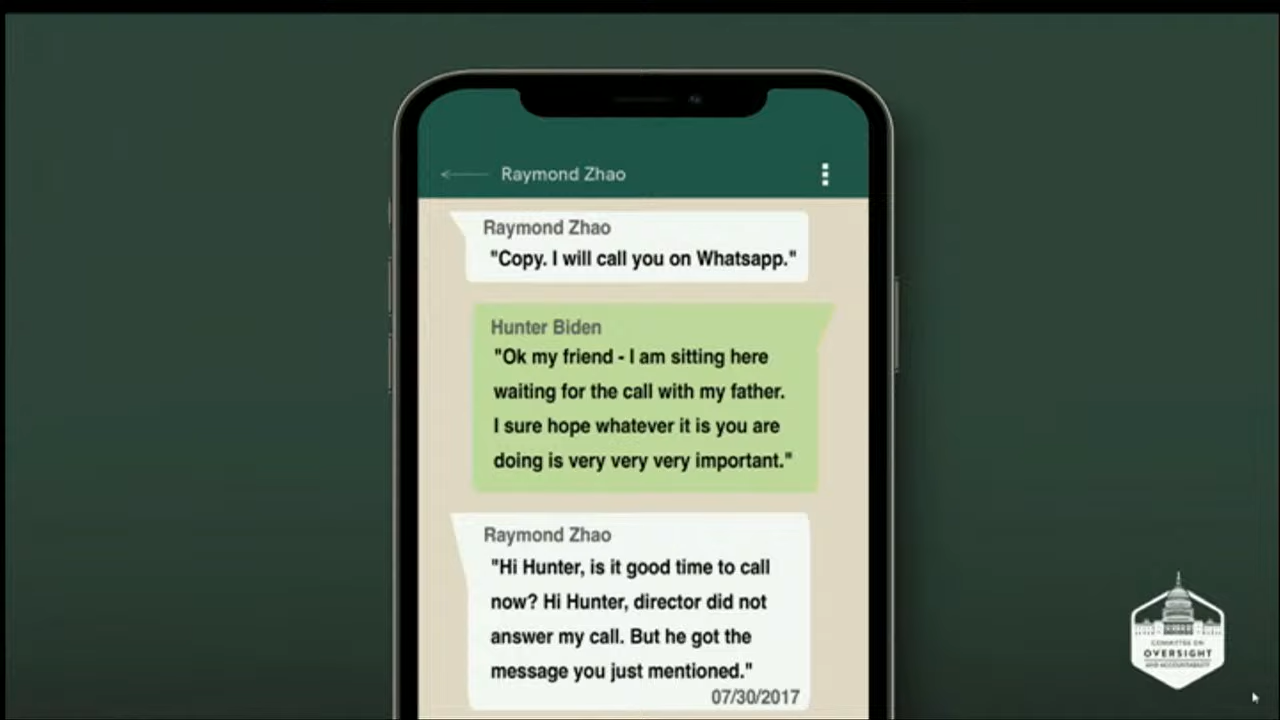 Raymond Zhao
Raymond Zhao
"Copy. I will call you on Whatsapp."
Hunter Biden
"Ok my friend - I am sitting here
waiting for the call with my father.
I sure hope whatever it is you are
doing is very very very important."
Raymond Zhao
"Hi Hunter, is it good time to call
now? Hi Hunter, director did not
answer my call. But he got the
message you just mentioned."
07/30/2017
COMMITTEE ON
OVERSIGHT
AND ACCOUNTABILITY